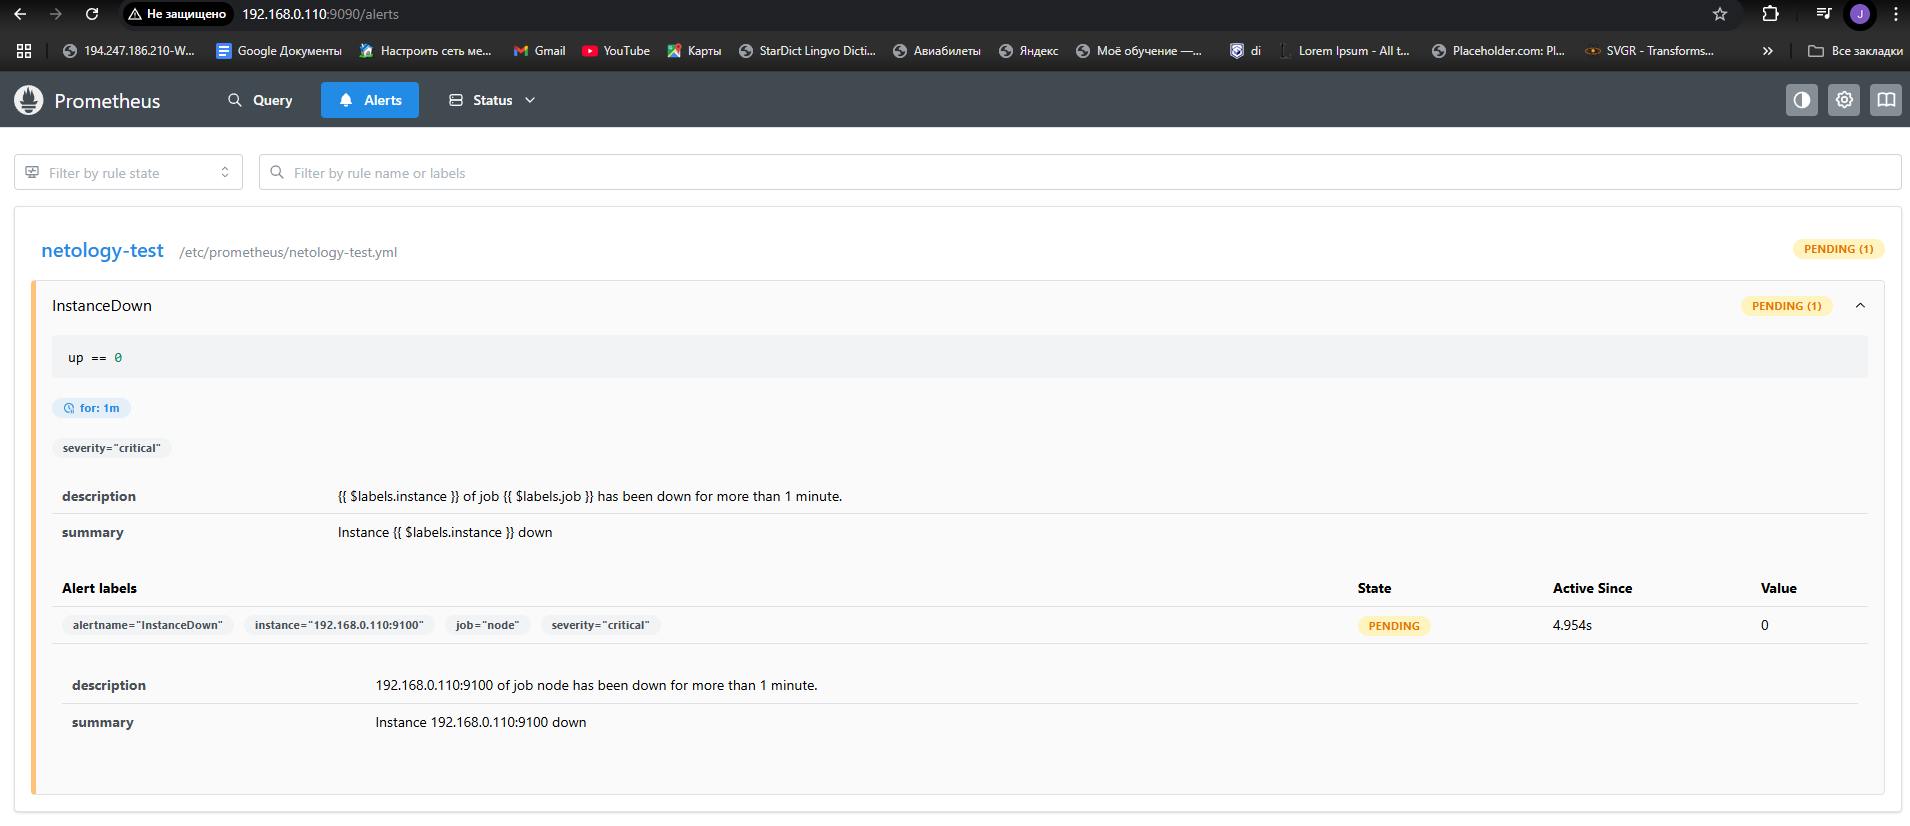 Не защищено 192.168.0.110:9090/alerts
194.247.186.210-W... Google Документы Настроить сеть ме... Gmail YouTube Карты StarDict Lingvo Dicti... Авиабилеты Яндекс Моё обучение —... di Lorem Ipsum - All t... Placeholder.com: Pl... SVGR - Transforms... » Все закладки
Prometheus Query Alerts Status
Filter by rule state Filter by rule name or labels
netology-test /etc/prometheus/netology-test.yml PENDING (1)
InstanceDown PENDING (1)
up == 0
for: 1m
severity="critical"
description {{ $labels.instance }} of job {{ $labels.job }} has been down for more than 1 minute.
summary Instance {{ $labels.instance }} down
Alert labels State Active Since Value
alertname="InstanceDown" instance="192.168.0.110:9100" job="node" severity="critical" PENDING 4.954s 0
description 192.168.0.110:9100 of job node has been down for more than 1 minute.
summary Instance 192.168.0.110:9100 down